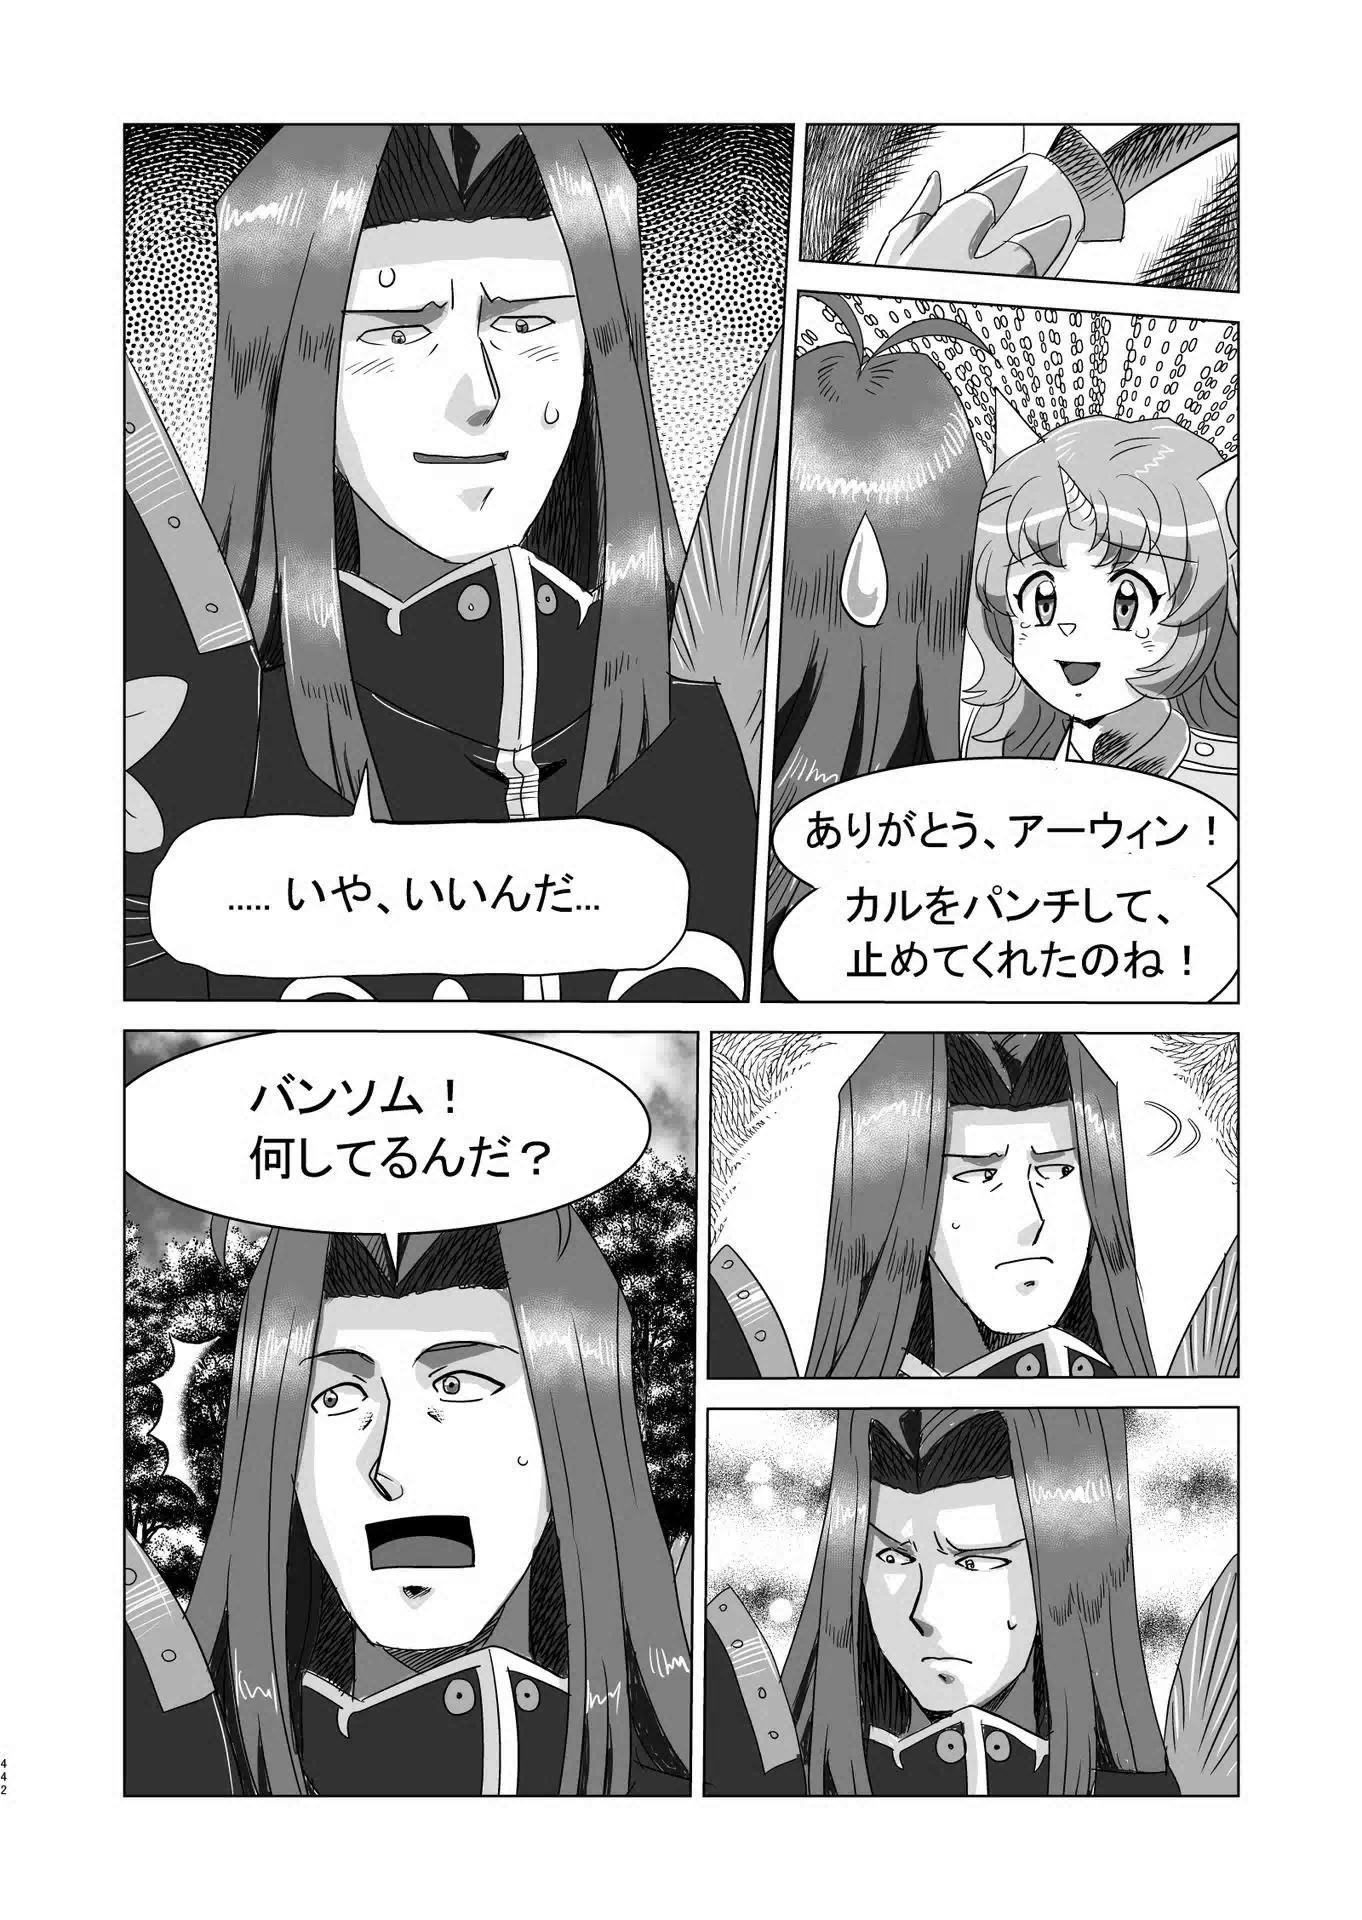 ありがとう、アーウィン！
カルをパンチして、
止めてくれたのね！
..... いや、いいんだ...
バンソム！
何してるんだ？
442